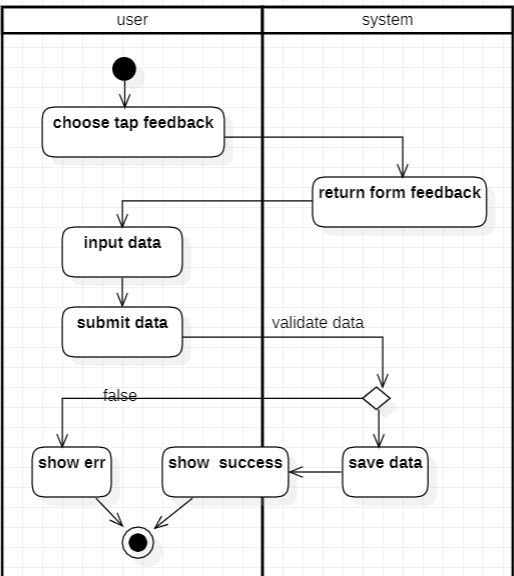 user
system
choose tap feedback
return form feedback
input data
submit data
validate data
false
show err
show  success
save data